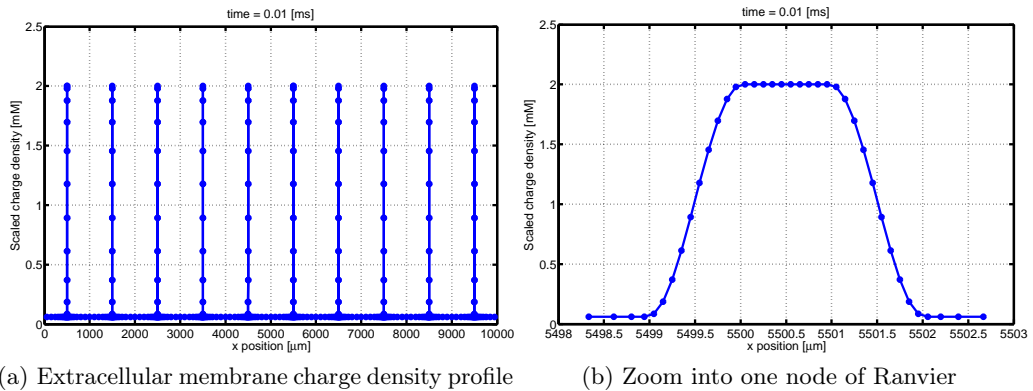 time = 0.01 [ms]
Scaled charge density [mM]
2.5
2
1.5
1
0.5
0
0 1000 2000 3000 4000 5000 6000 7000 8000 9000 10000
x position [μm]
(a) Extracellular membrane charge density profile
time = 0.01 [ms]
Scaled charge density [mM]
2.5
2
1.5
1
0.5
0
5498 5498.5 5499 5499.5 5500 5500.5 5501 5501.5 5502 5502.5 5503
x position [μm]
(b) Zoom into one node of Ranvier